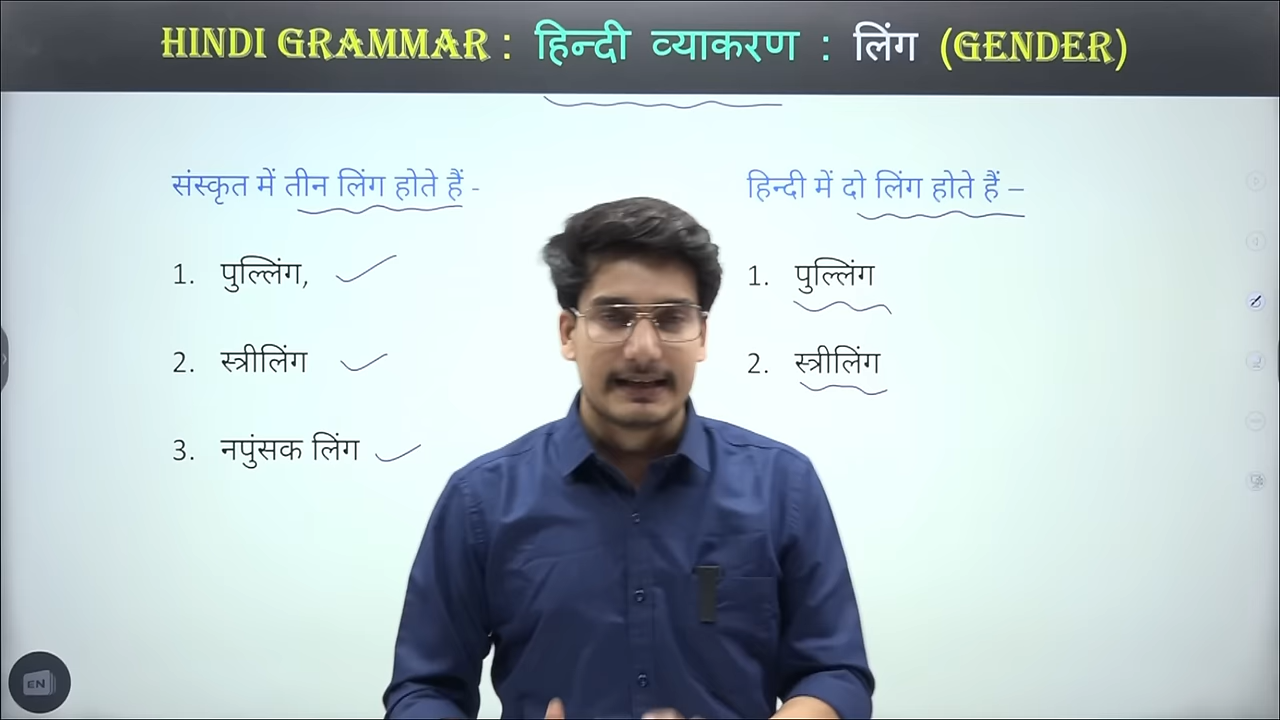 HINDI GRAMMAR : हिन्दी व्याकरण : लिंग (GENDER)
संस्कृत में तीन लिंग होते हैं -
1. पुल्लिंग,
2. स्त्रीलिंग
3. नपुंसक लिंग
हिन्दी में दो लिंग होते हैं –
1. पुल्लिंग
2. स्त्रीलिंग
EN